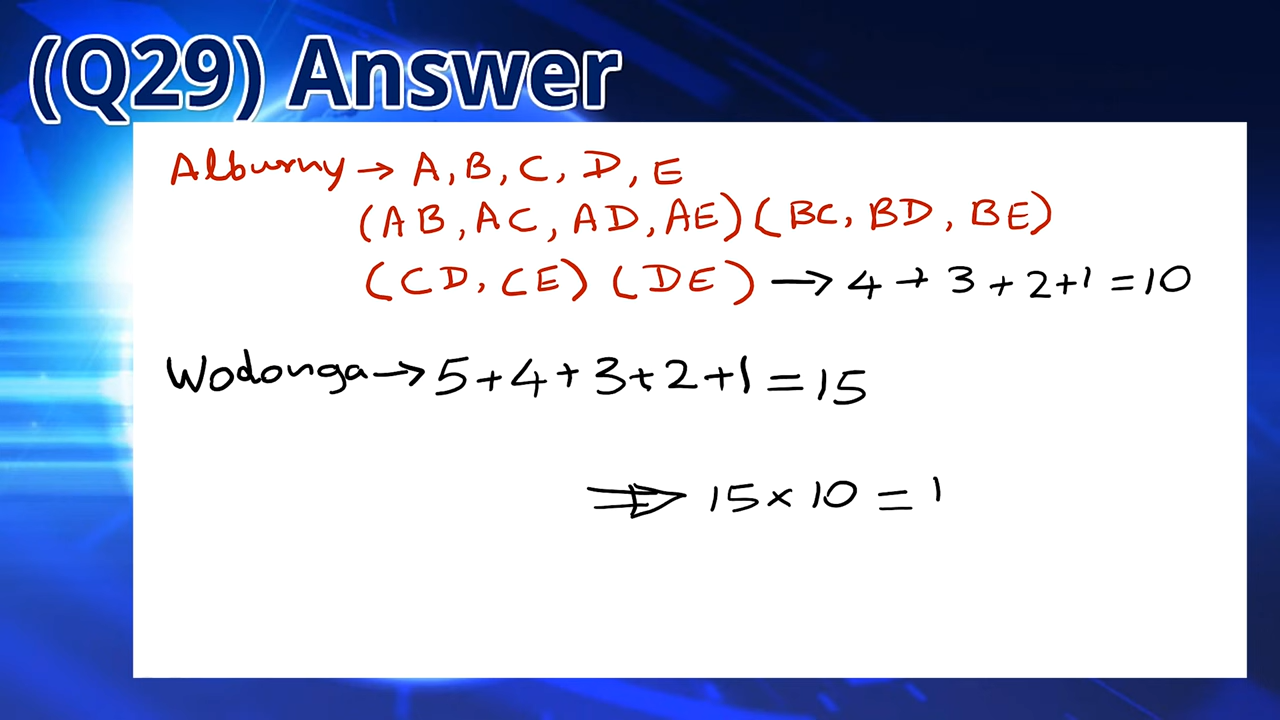 (Q29) Answer
Alburny → A, B, C, D, E
(AB, AC, AD, AE) (BC, BD, BE)
(CD, CE) (DE) → 4 + 3 + 2 + 1 = 10
Wodonga → 5 + 4 + 3 + 2 + 1 = 15
⇒ 15 × 10 = 1